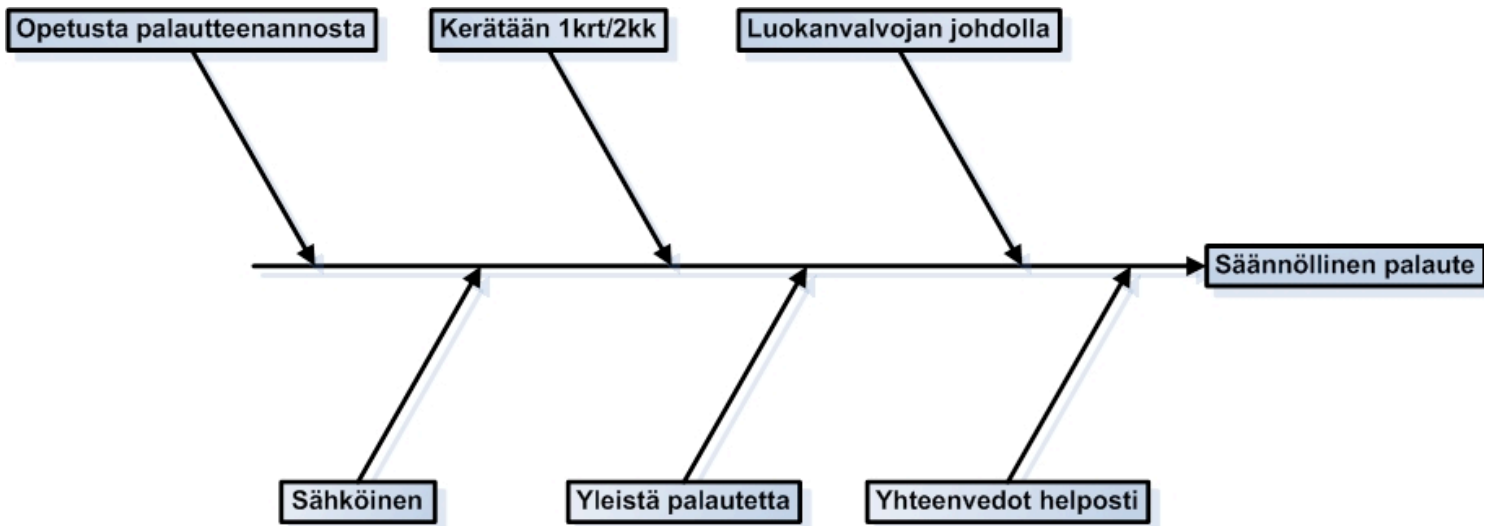 Opetusta palautteenannosta
Kerätään 1krt/2kk
Luokanvalvojan johdolla
Säännöllinen palaute
Sähköinen
Yleistä palautetta
Yhteenvedot helposti